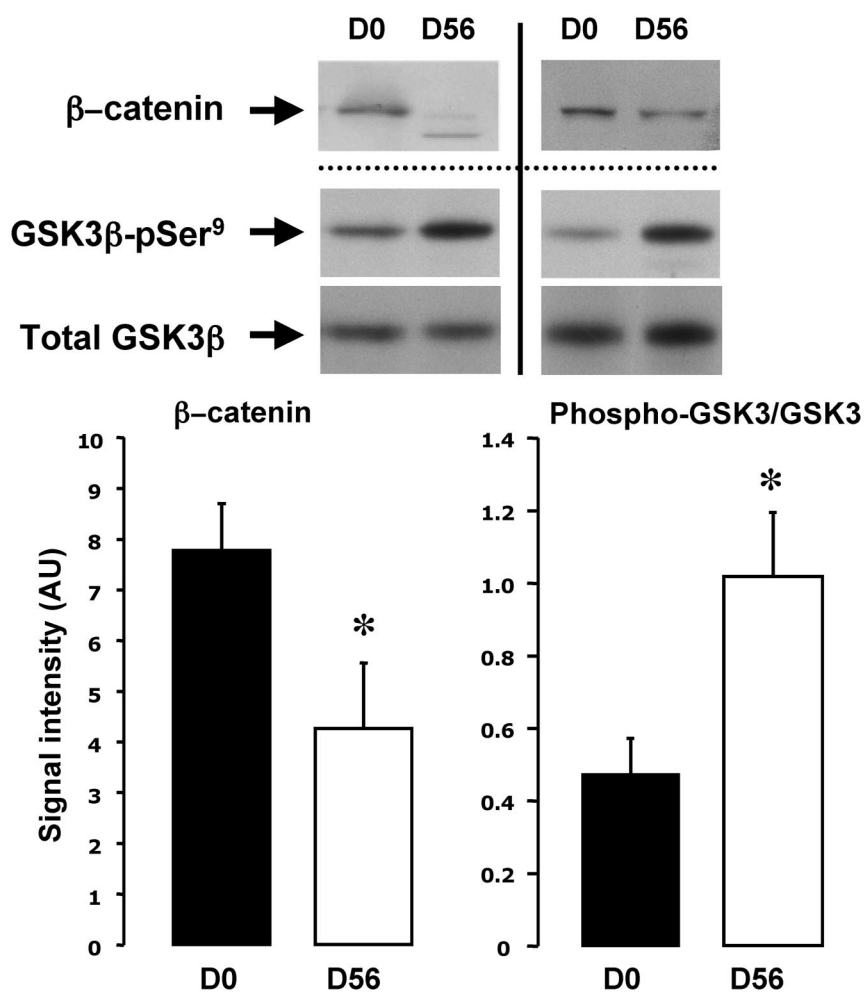 D0 D56 D0 D56
β–catenin
GSK3β-pSer⁹
Total GSK3β
β–catenin
Phospho-GSK3/GSK3
Signal intensity (AU)
10
9
8
7
6
5
4
3
2
1
0
*
D0 D56
1.4
1.2
1.0
0.8
0.6
0.4
0.2
0
*
D0 D56